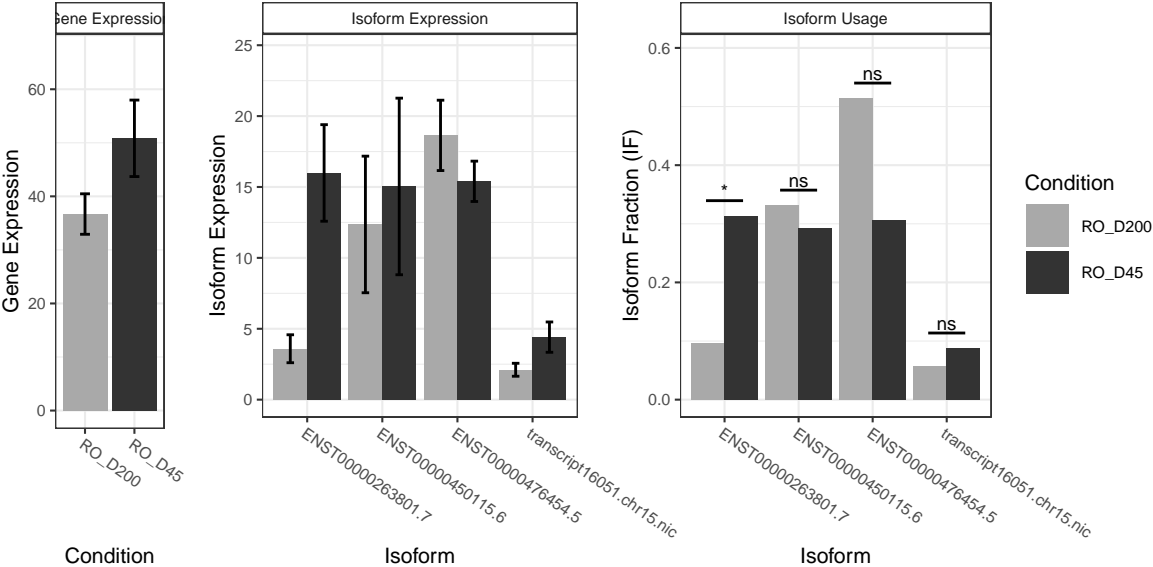 Gene Expression
Isoform Expression
Isoform Usage
Gene Expression
60
40
20
0
RO_D200
RO_D45
Condition
Isoform Expression
25
20
15
10
5
0
ENST00000263801.7
ENST00000450115.6
ENST00000476454.5
transcript16051.chr15.nic
Isoform
Isoform Fraction (IF)
0.6
0.4
0.2
0.0
*
ns
ns
ns
ENST00000263801.7
ENST00000450115.6
ENST00000476454.5
transcript16051.chr15.nic
Isoform
Condition
RO_D200
RO_D45